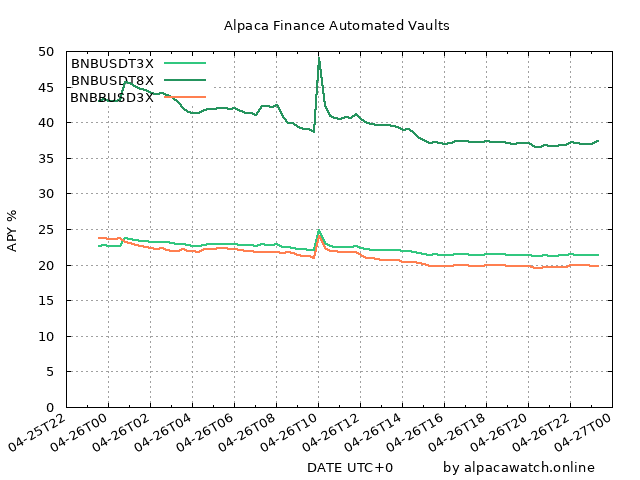 Alpaca Finance Automated Vaults
BNBUSDT3X
BNBUSDT8X
BNBBUSD3X
APY %
50
45
40
35
30
25
20
15
10
5
0
04-25T22
04-26T00
04-26T02
04-26T04
04-26T06
04-26T08
04-26T10
04-26T12
04-26T14
04-26T16
04-26T18
04-26T20
04-26T22
04-27T00
DATE UTC+0
by alpacawatch.online